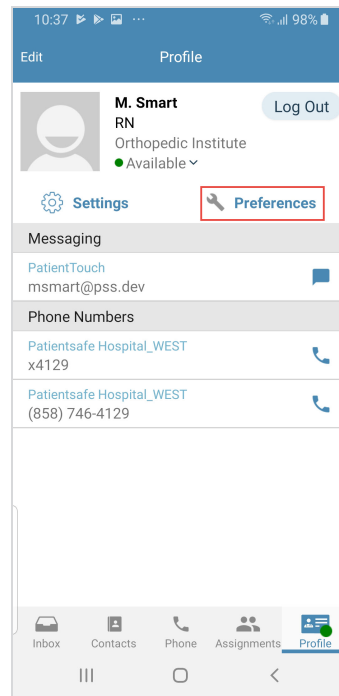 10:37 ... 98%
Edit Profile
M. Smart
RN
Orthopedic Institute
Available
Log Out
Settings Preferences
Messaging
PatientTouch
msmart@pss.dev
Phone Numbers
Patientsafe Hospital_WEST
x4129
Patientsafe Hospital_WEST
(858) 746-4129
Inbox Contacts Phone Assignments Profile